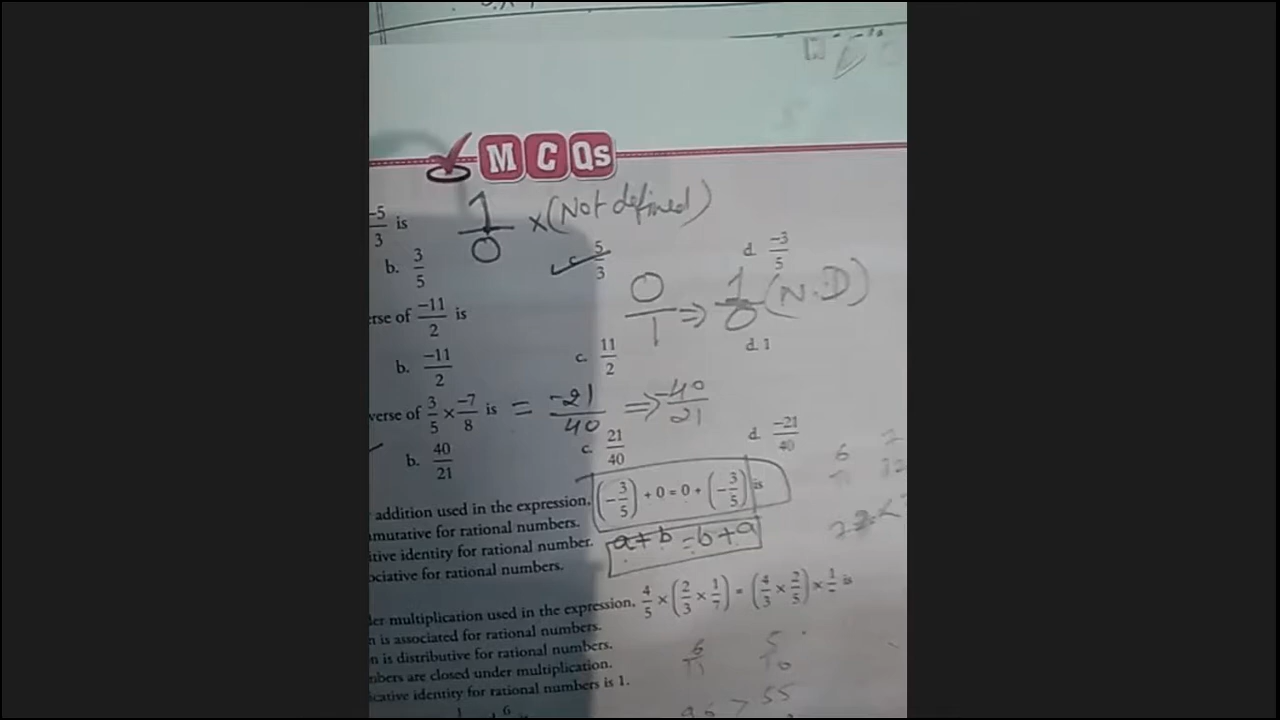 MCQs
-5/3 is
1/0 × (Not defined)
b. 3/5 c. 5/3 d. -3/5
0/1 ⇒ 1/0 (N.D)
rse of -11/2 is
b. -11/2 c. 11/2 d. 1
verse of 3/5 × -7/8 is = -21/40 ⇒ -40/21
b. 40/21 c. 21/40 d. -21/40
addition used in the expression, (-3/5) + 0 = 0 + (-3/5) is
mutative for rational numbers.
a+b = b+a
itive identity for rational number.
ociative for rational numbers.
der multiplication used in the expression, 4/5 × (2/3 × 1/7) = (4/3 × 2/5) × 1/ is
n is associated for rational numbers.
n is distributive for rational numbers.
mbers are closed under multiplication.
icative identity for rational numbers is 1.